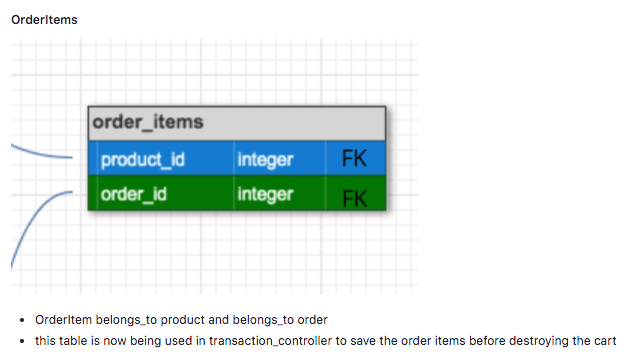 OrderItems
order_items
product_id integer FK
order_id integer FK
OrderItem belongs_to product and belongs_to order
this table is now being used in transaction_controller to save the order items before destroying the cart